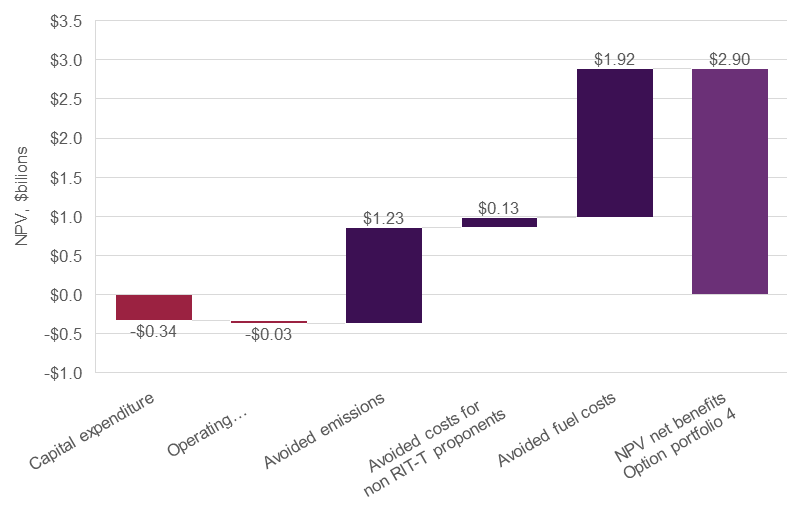 $3.5
$3.0
$2.5
$2.0
$1.5
$1.0
$0.5
$0.0
-$0.5
-$1.0
NPV, $bilions
-$0.34
-$0.03
$1.23
$0.13
$1.92
$2.90
Capital expenditure
Operating…
Avoided emissions
Avoided costs for
non RIT-T proponents
Avoided fuel costs
NPV net benefits
Option portfolio 4